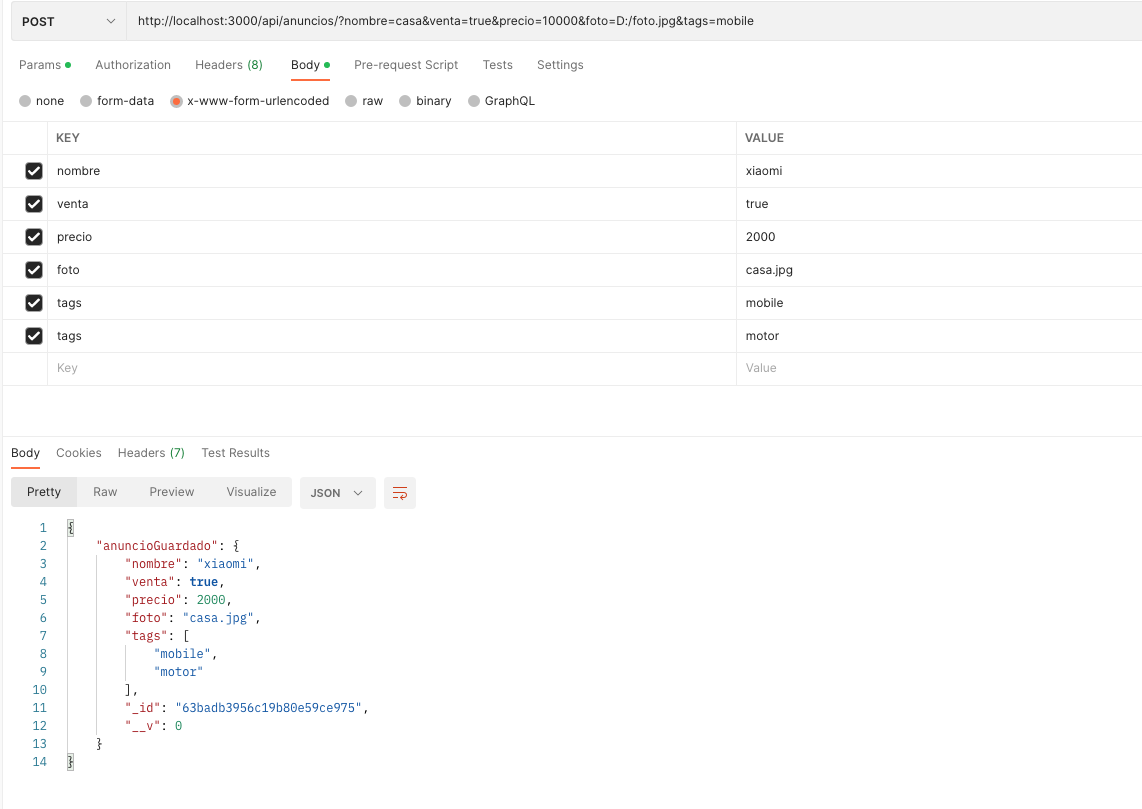 POST http://localhost:3000/api/anuncios/?nombre=casa&venta=true&precio=10000&foto=D:/foto.jpg&tags=mobile
Params Authorization Headers (8) Body Pre-request Script Tests Settings
none form-data x-www-form-urlencoded raw binary GraphQL
KEY VALUE
nombre xiaomi
venta true
precio 2000
foto casa.jpg
tags mobile
tags motor
Key Value
Body Cookies Headers (7) Test Results
Pretty Raw Preview Visualize JSON
1 {
2 "anuncioGuardado": {
3 "nombre": "xiaomi",
4 "venta": true,
5 "precio": 2000,
6 "foto": "casa.jpg",
7 "tags": [
8 "mobile",
9 "motor"
10 ],
11 "_id": "63badb3956c19b80e59ce975",
12 "__v": 0
13 }
14 }